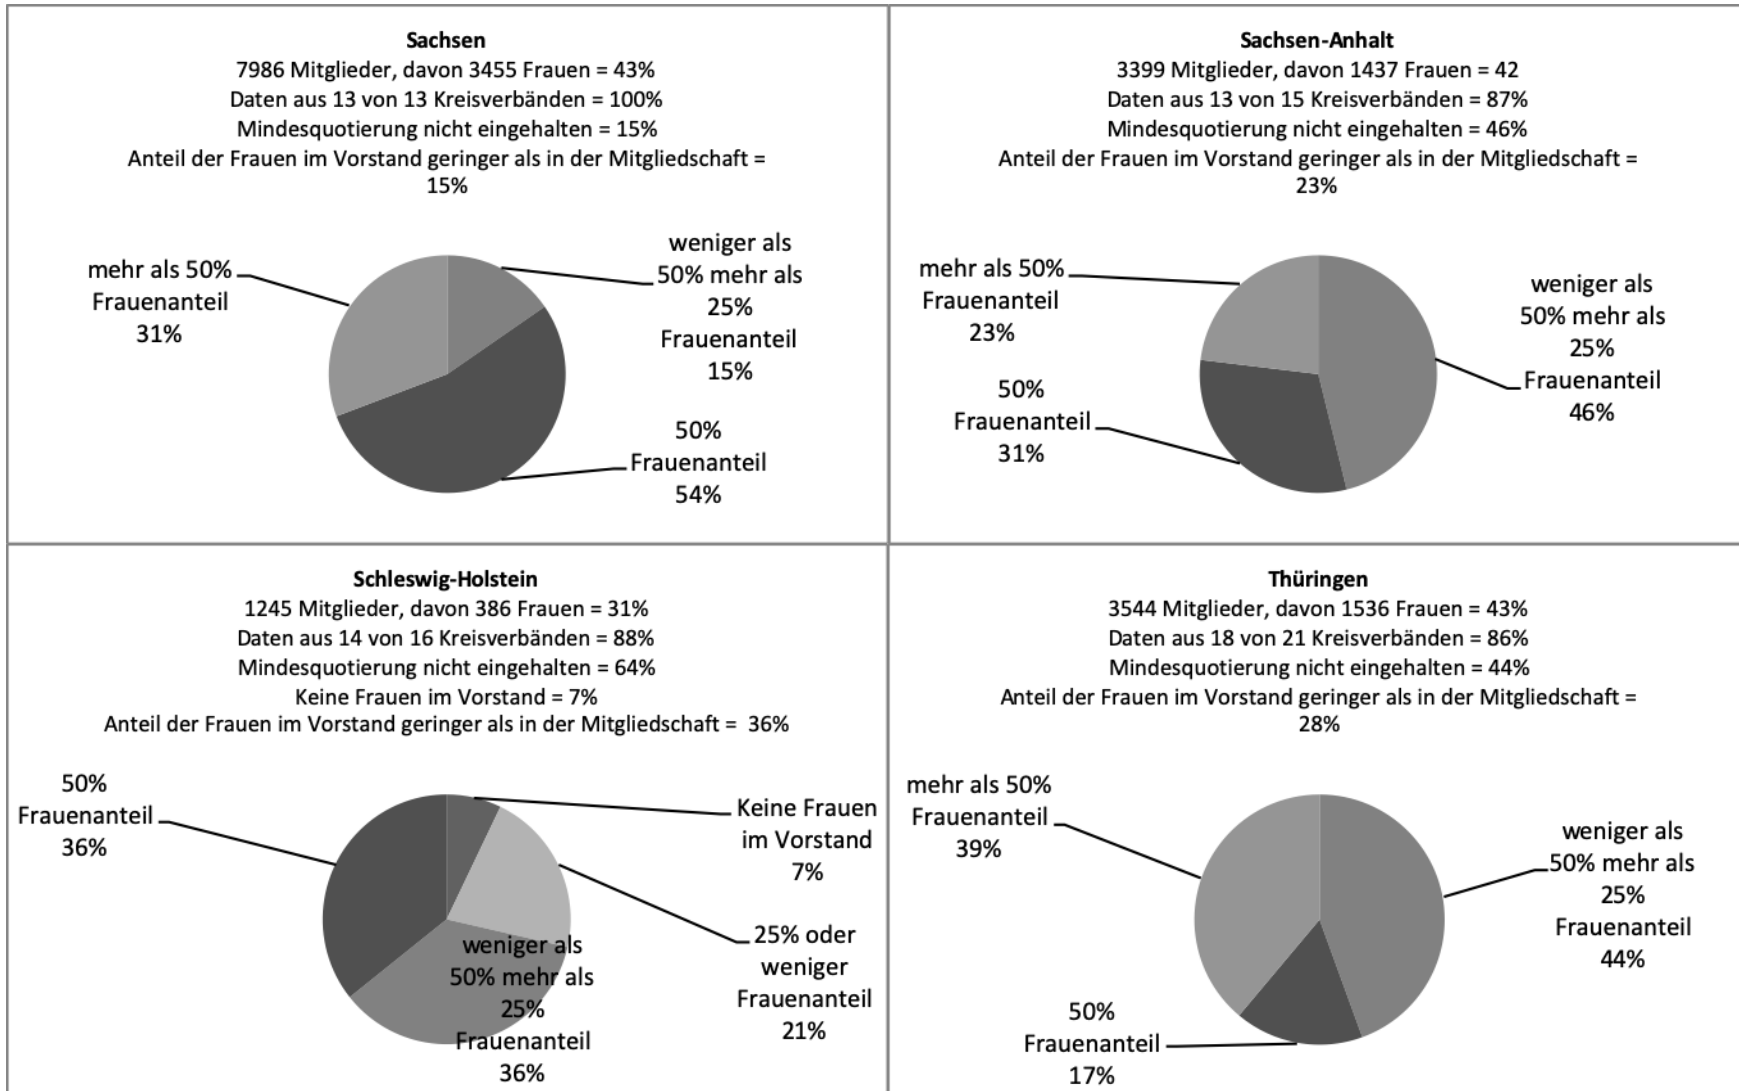 Sachsen
7986 Mitglieder, davon 3455 Frauen = 43%
Daten aus 13 von 13 Kreisverbänden = 100%
Mindesquotierung nicht eingehalten = 15%
Anteil der Frauen im Vorstand geringer als in der Mitgliedschaft =
15%
mehr als 50%
Frauenanteil
31%
weniger als
50% mehr als
25%
Frauenanteil
15%
50%
Frauenanteil
54%
Sachsen-Anhalt
3399 Mitglieder, davon 1437 Frauen = 42
Daten aus 13 von 15 Kreisverbänden = 87%
Mindesquotierung nicht eingehalten = 46%
Anteil der Frauen im Vorstand geringer als in der Mitgliedschaft =
23%
mehr als 50%
Frauenanteil
23%
50%
Frauenanteil
31%
weniger als
50% mehr als
25%
Frauenanteil
46%
Schleswig-Holstein
1245 Mitglieder, davon 386 Frauen = 31%
Daten aus 14 von 16 Kreisverbänden = 88%
Mindesquotierung nicht eingehalten = 64%
Keine Frauen im Vorstand = 7%
Anteil der Frauen im Vorstand geringer als in der Mitgliedschaft = 36%
50%
Frauenanteil
36%
Keine Frauen
im Vorstand
7%
25% oder
weniger
Frauenanteil
21%
weniger als
50% mehr als
25%
Frauenanteil
36%
Thüringen
3544 Mitglieder, davon 1536 Frauen = 43%
Daten aus 18 von 21 Kreisverbänden = 86%
Mindesquotierung nicht eingehalten = 44%
Anteil der Frauen im Vorstand geringer als in der Mitgliedschaft =
28%
mehr als 50%
Frauenanteil
39%
weniger als
50% mehr als
25%
Frauenanteil
44%
50%
Frauenanteil
17%